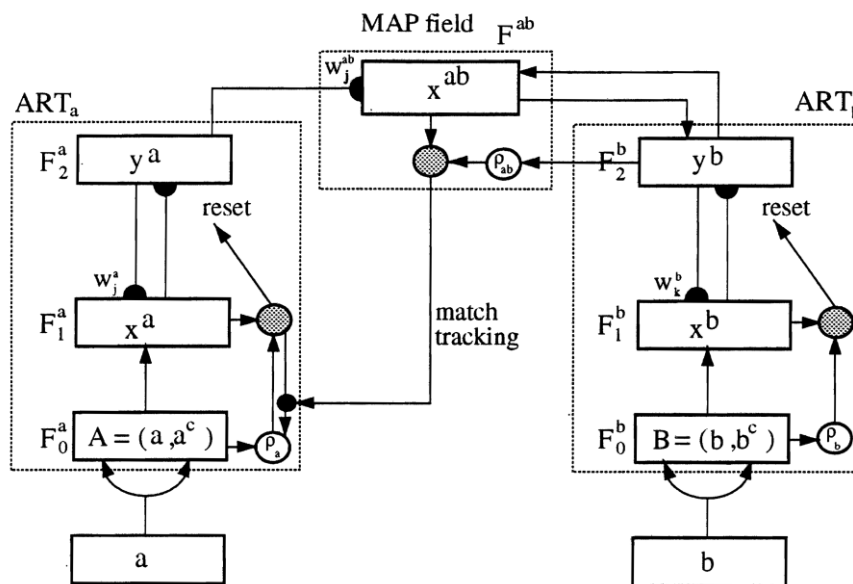 MAP field
F^ab
w_j^ab
x^ab
ART_a
F_2^a
y^a
ρ_ab
F_2^b
y^b
reset
reset
w_j^a
w_k^b
F_1^a
x^a
match
tracking
F_1^b
x^b
F_0^a
A = (a, a^c)
ρ_a
F_0^b
B = (b, b^c)
ρ_b
a
b